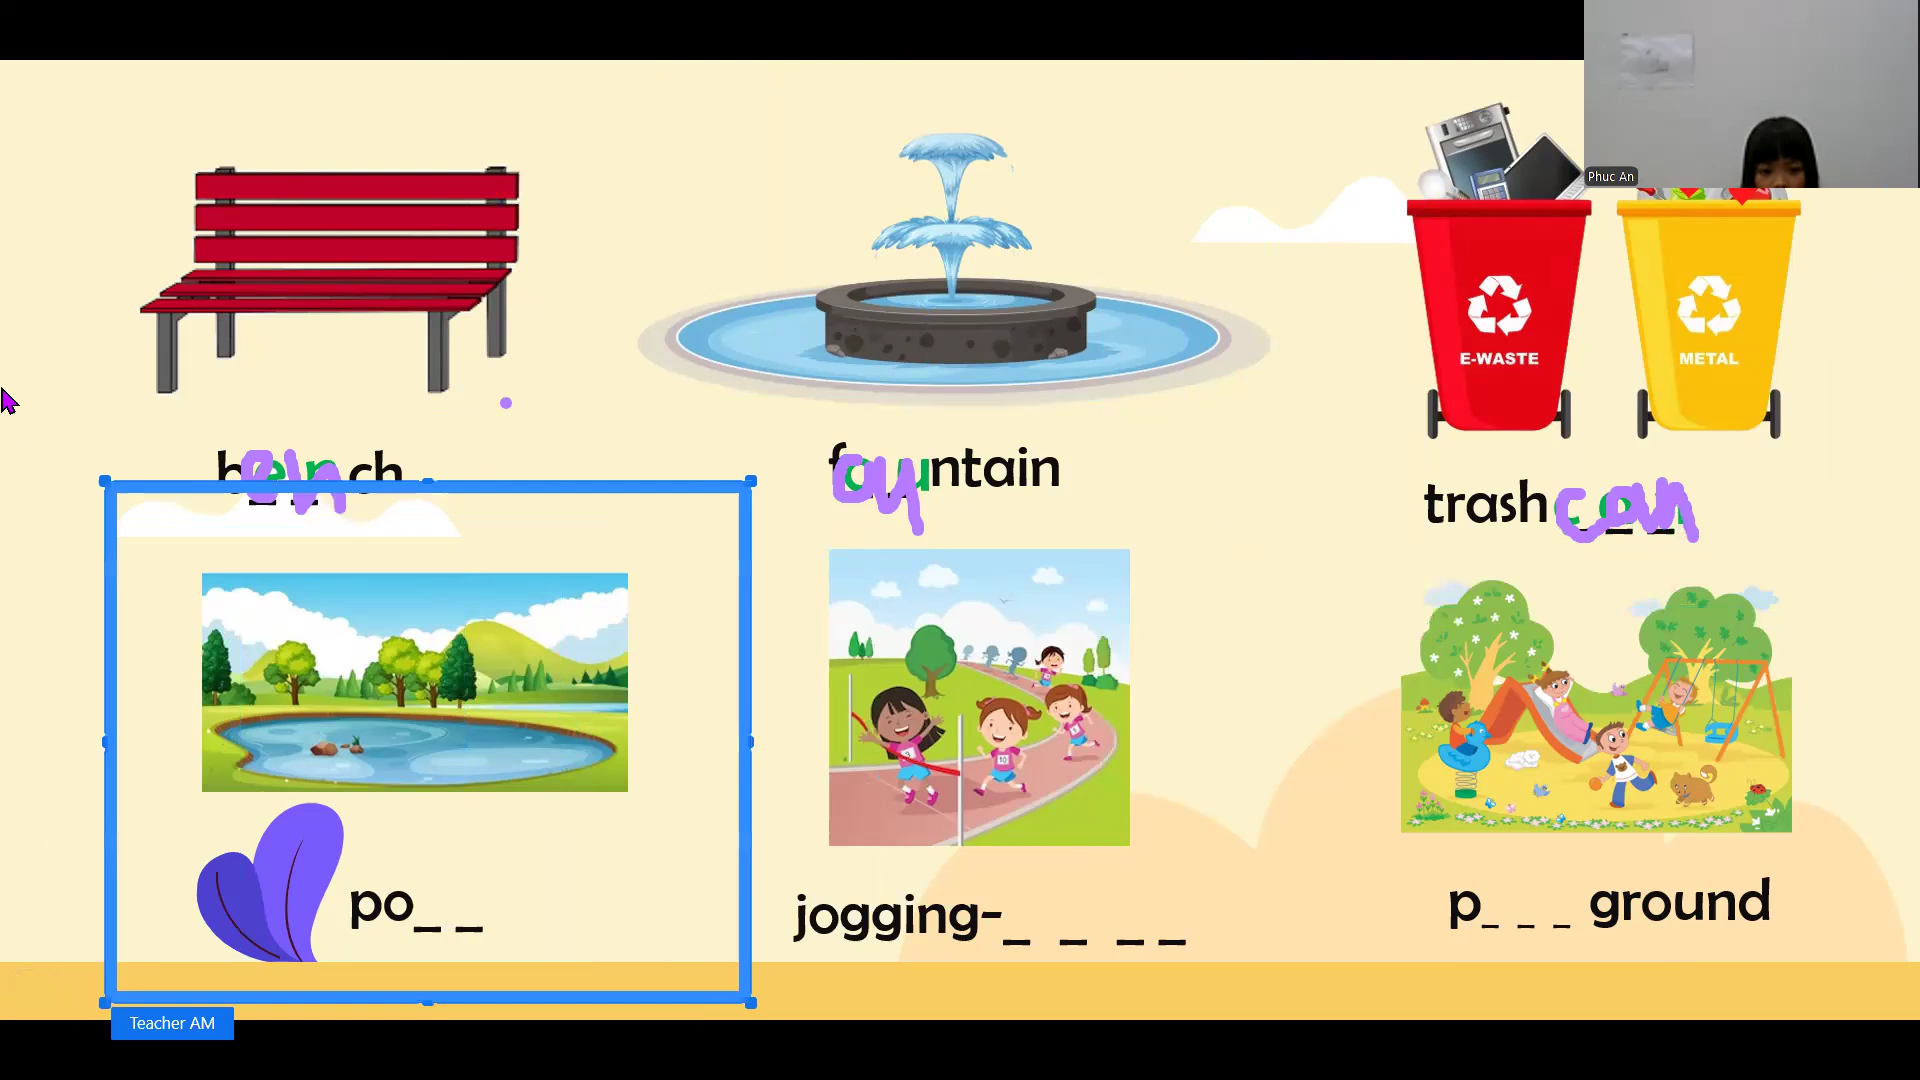 Phuc An
E-WASTE
METAL
bench
fountain
trash can
po_ _
jogging-_ _ _ _
p_ _ _ ground
Teacher AM